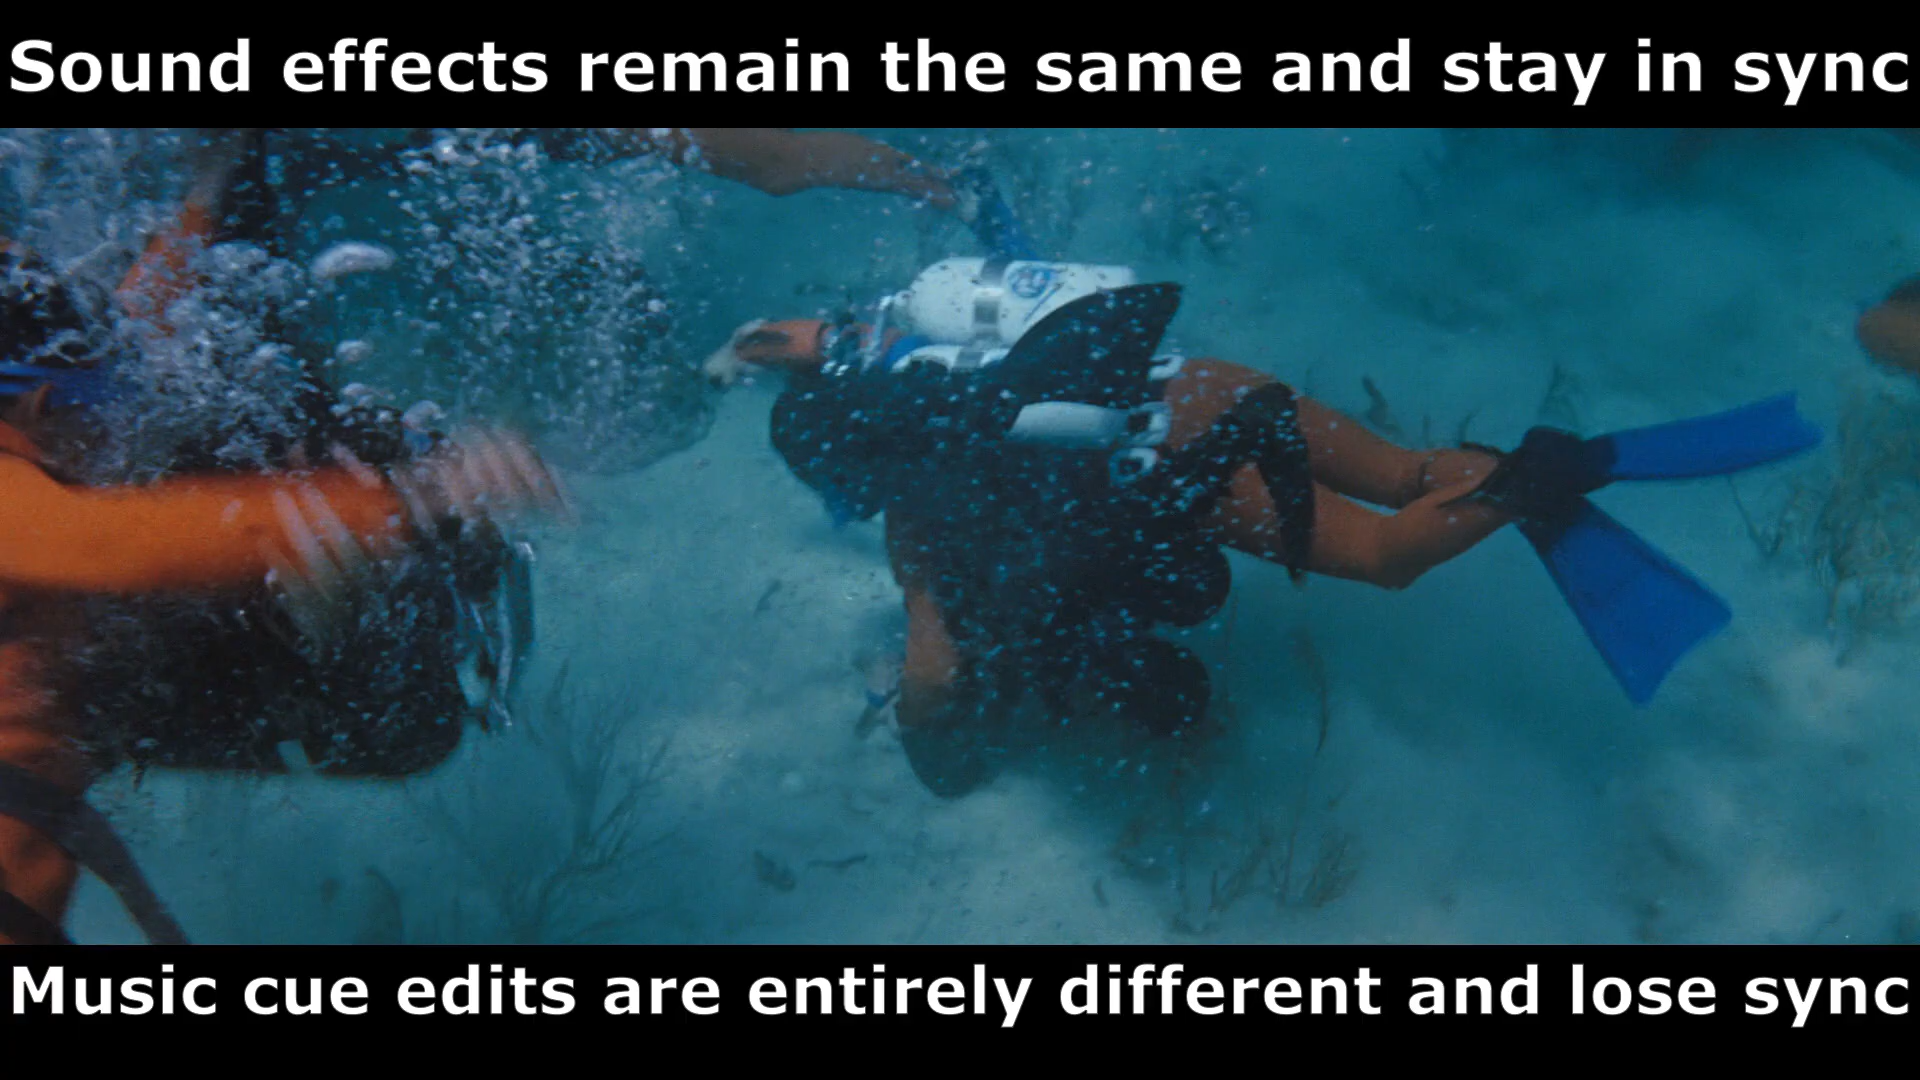 Sound effects remain the same and stay in sync
Music cue edits are entirely different and lose sync